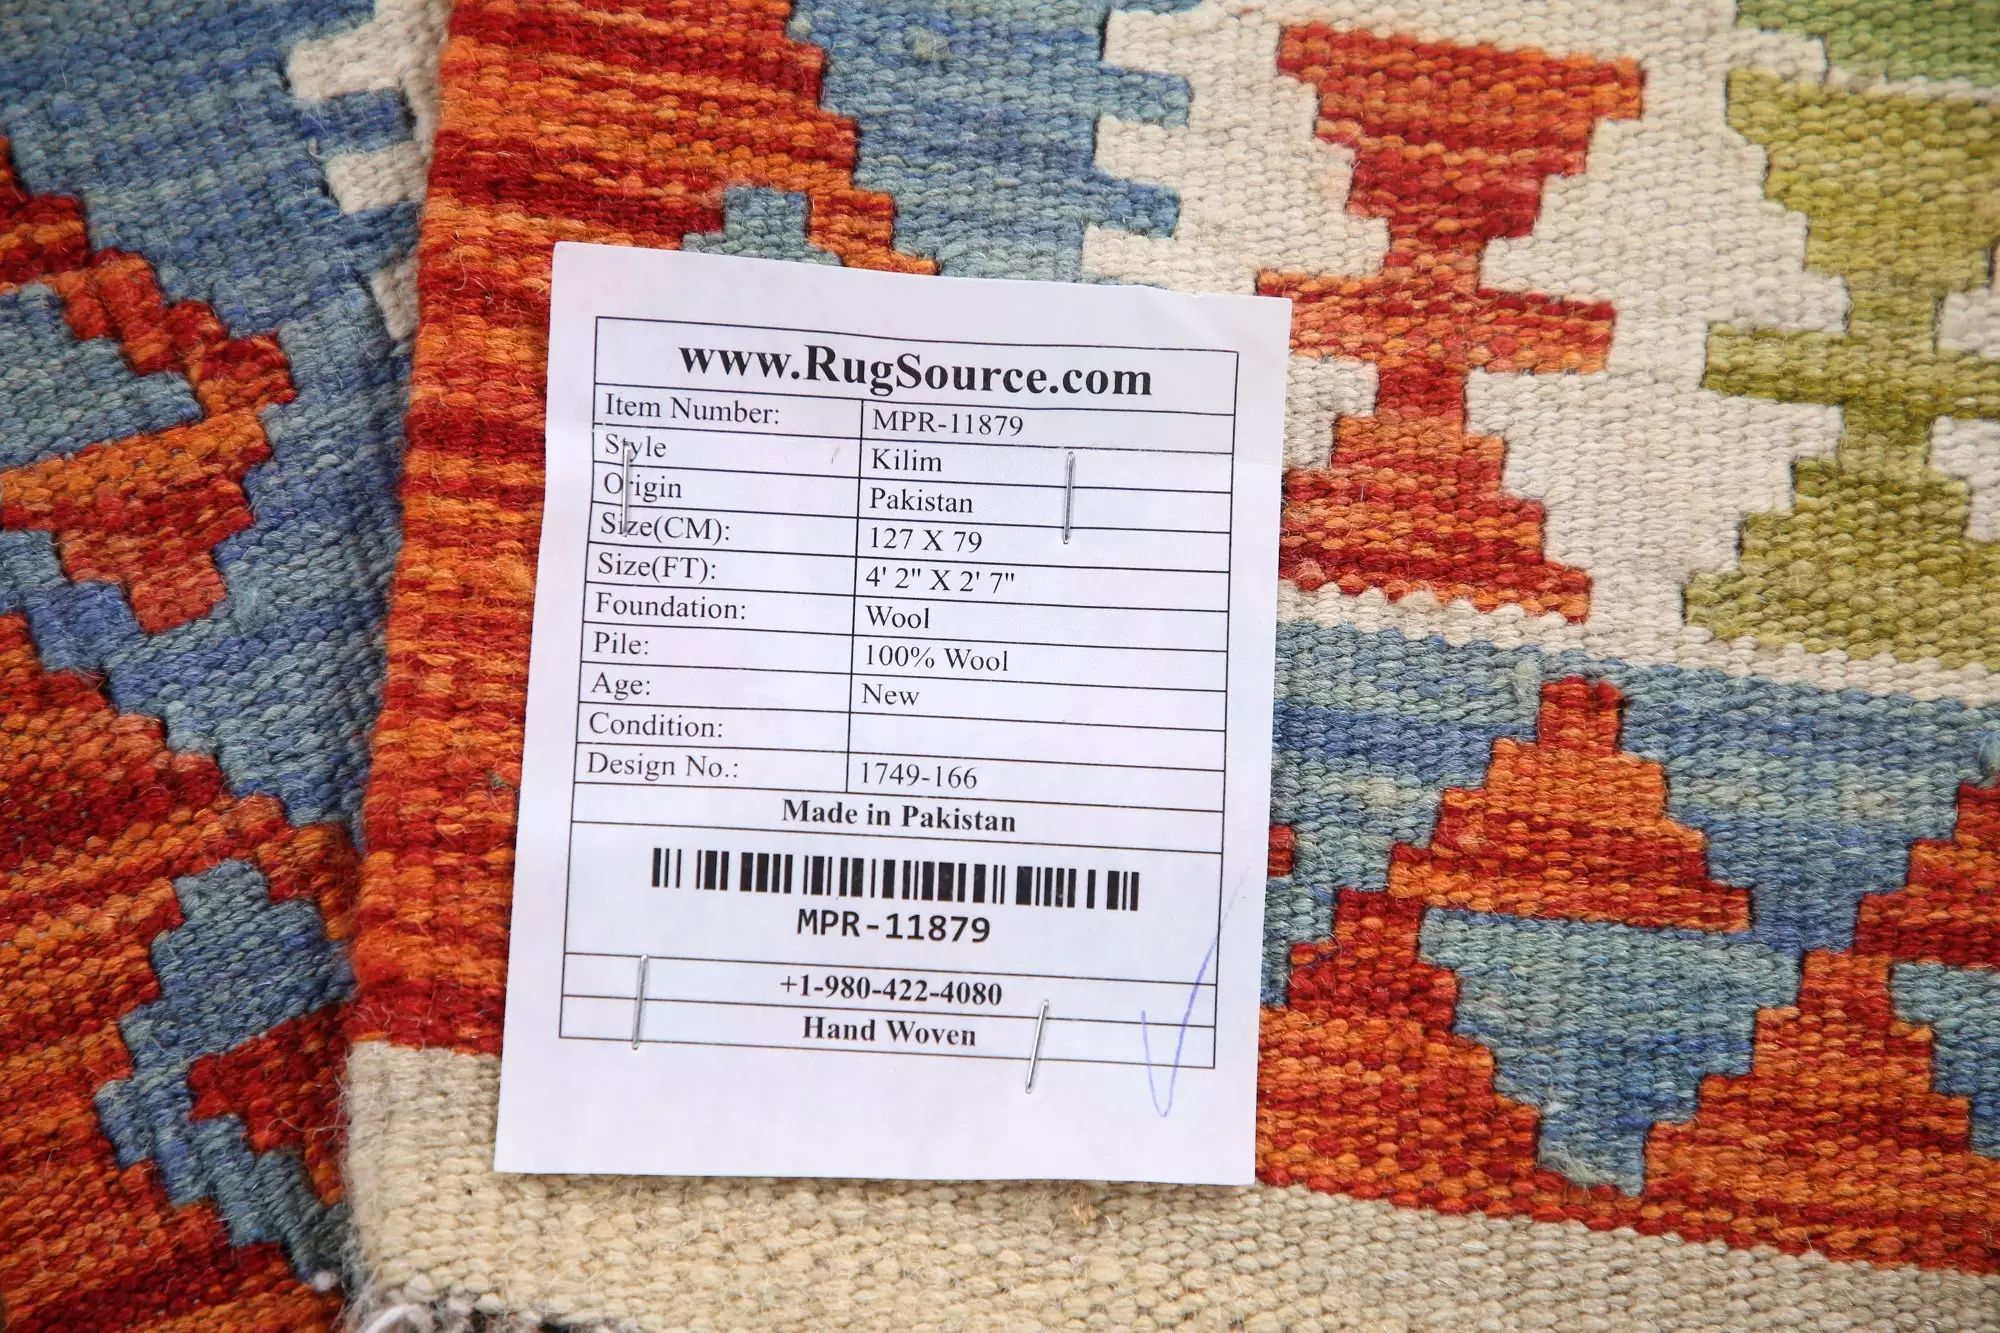 www.RugSource.com
Item Number: MPR-11879
Style Kilim
Origin Pakistan
Size(CM): 127 X 79
Size(FT): 4' 2" X 2' 7"
Foundation: Wool
Pile: 100% Wool
Age: New
Condition:
Design No.: 1749-166
Made in Pakistan
MPR-11879
+1-980-422-4080
Hand Woven